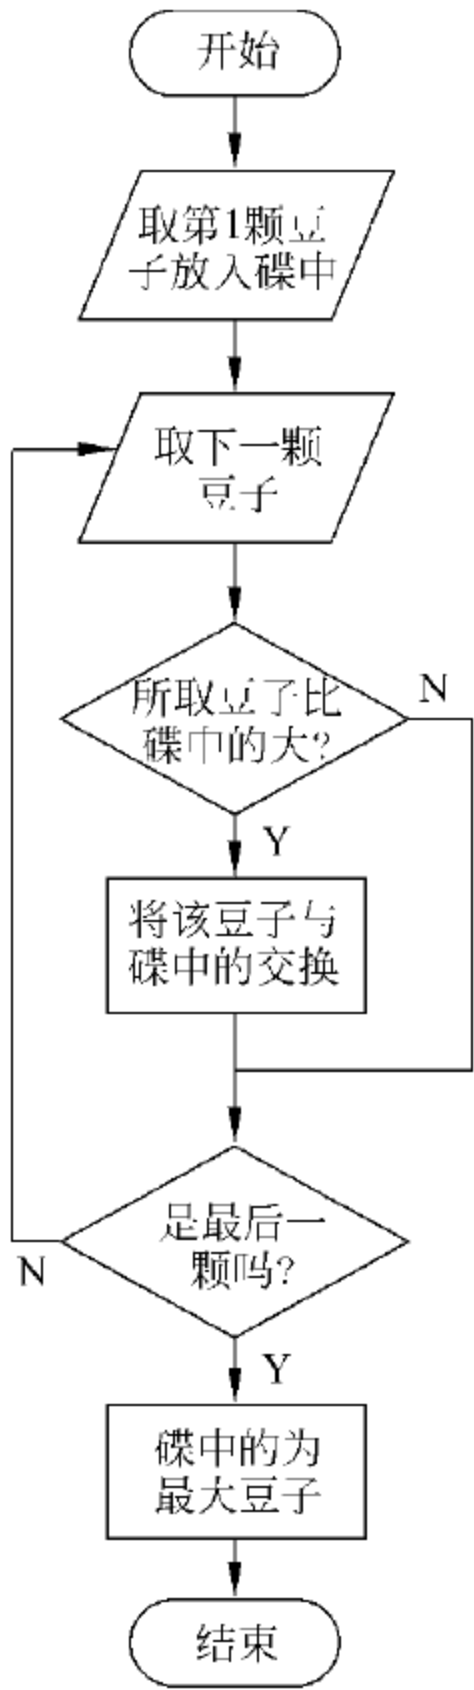 开始
取第1颗豆
子放入碟中
取下一颗
豆子
所取豆子比
碟中的大?
N
Y
将该豆子与
碟中的交换
是最后一
颗吗?
N
Y
碟中的为
最大豆子
结束